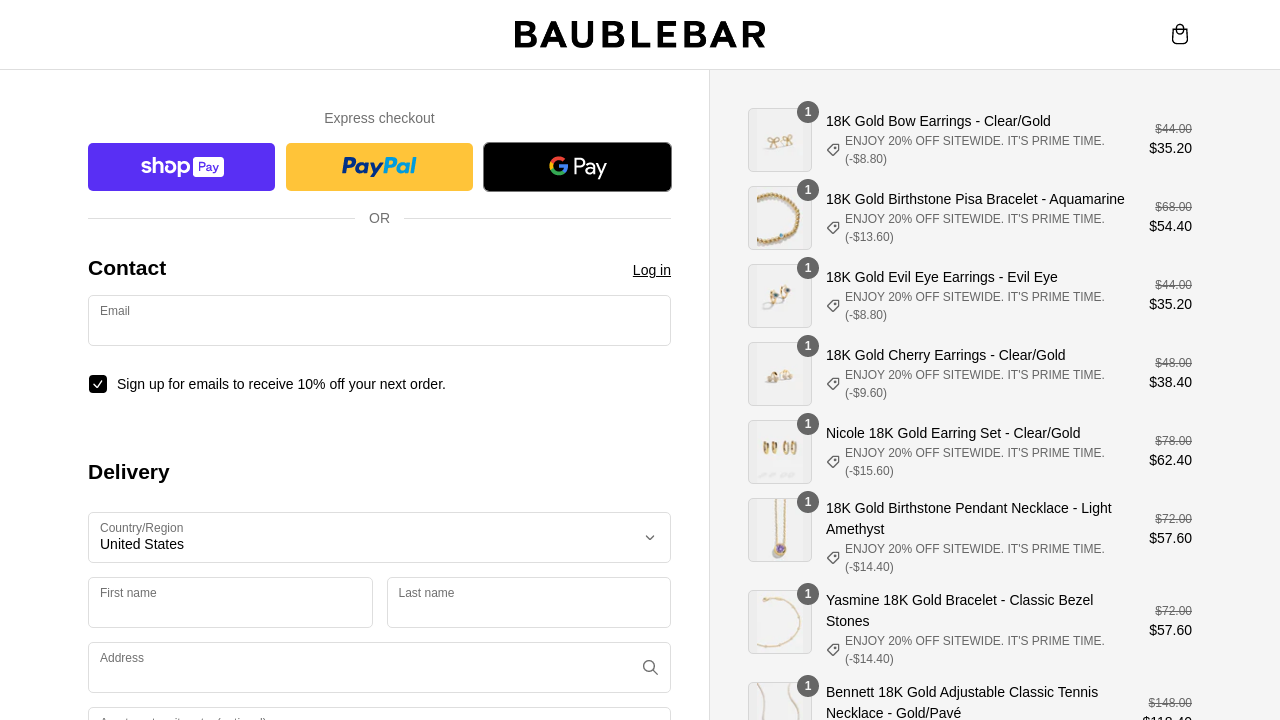 BAUBLEBAR
Express checkout
shop Pay
PayPal
G Pay
OR
Contact
Log in
Email
Sign up for emails to receive 10% off your next order.
Delivery
Country/Region
United States
First name
Last name
Address
1
18K Gold Bow Earrings - Clear/Gold
ENJOY 20% OFF SITEWIDE. IT'S PRIME TIME.
(-$8.80)
$44.00
$35.20
1
18K Gold Birthstone Pisa Bracelet - Aquamarine
ENJOY 20% OFF SITEWIDE. IT'S PRIME TIME.
(-$13.60)
$68.00
$54.40
1
18K Gold Evil Eye Earrings - Evil Eye
ENJOY 20% OFF SITEWIDE. IT'S PRIME TIME.
(-$8.80)
$44.00
$35.20
1
18K Gold Cherry Earrings - Clear/Gold
ENJOY 20% OFF SITEWIDE. IT'S PRIME TIME.
(-$9.60)
$48.00
$38.40
1
Nicole 18K Gold Earring Set - Clear/Gold
ENJOY 20% OFF SITEWIDE. IT'S PRIME TIME.
(-$15.60)
$78.00
$62.40
1
18K Gold Birthstone Pendant Necklace - Light
Amethyst
ENJOY 20% OFF SITEWIDE. IT'S PRIME TIME.
(-$14.40)
$72.00
$57.60
1
Yasmine 18K Gold Bracelet - Classic Bezel
Stones
ENJOY 20% OFF SITEWIDE. IT'S PRIME TIME.
(-$14.40)
$72.00
$57.60
1
Bennett 18K Gold Adjustable Classic Tennis
Necklace - Gold/Pavé
$148.00
$118.40